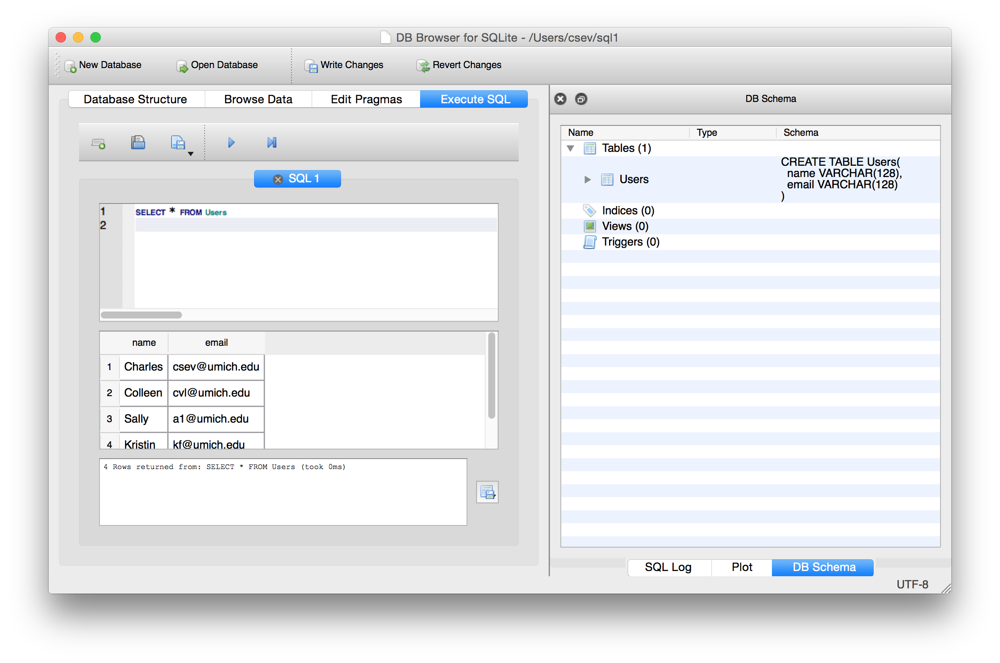 DB Browser for SQLite - /Users/csev/sql1
New Database Open Database Write Changes Revert Changes
Database Structure Browse Data Edit Pragmas Execute SQL
SQL 1
1 SELECT * FROM Users
2
name email
1 Charles csev@umich.edu
2 Colleen cvl@umich.edu
3 Sally a1@umich.edu
4 Kristin kf@umich.edu
4 Rows returned from: SELECT * FROM Users (took 0ms)
DB Schema
Name Type Schema
Tables (1)
Users
CREATE TABLE Users(
name VARCHAR(128),
email VARCHAR(128)
)
Indices (0)
Views (0)
Triggers (0)
SQL Log Plot DB Schema
UTF-8